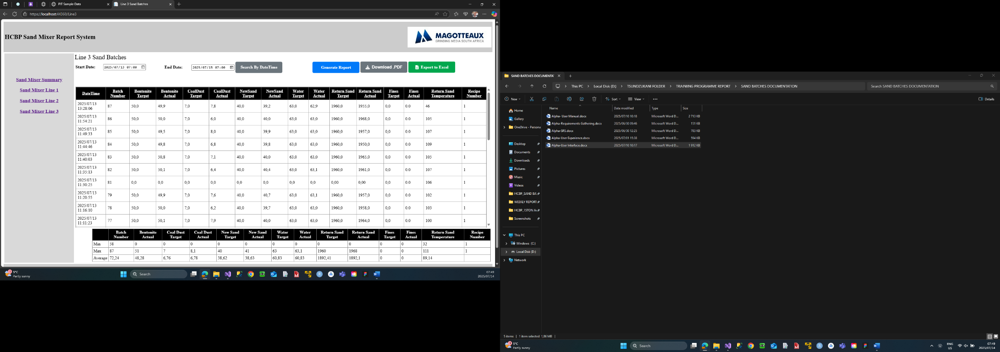 PIT Sample Data
Line 3 Sand Batches
https://localhost:44360/Line3
HCBP Sand Mixer Report System
MAGOTTEAUX
GRINDING MEDIA SOUTH AFRICA
Sand Mixer Summary
Sand Mixer Line 1
Sand Mixer Line 2
Sand Mixer Line 3
Line 3 Sand Batches
Start Date: 2025/07/13 07:00 End Date: 2025/07/15 07:00 Search By DateTime Generate Report Download .PDF Export to Excel
DateTime Batch Number Bentonite Target Bentonite Actual CoalDust Target CoalDust Actual NewSand Target NewSand Actual Water Target Water Actual Return Sand Target Return Sand Actual Fines Target Fines Actual Return Sand Temperature Recipe Number
2025/07/13 13:28:06 87 50,0 49,9 7,0 7,8 40,0 39,2 63,0 62,9 1960,0 1955,0 0,0 0.0 46 1
2025/07/13 11:54:21 86 50,0 50,0 7,0 6,0 40,0 40,0 63,0 63,0 1960,0 1968,0 0,0 0.0 105 1
2025/07/13 11:49:33 85 50,0 49,5 7,0 8,0 40,0 39,9 63,0 63,0 1960,0 1957,0 0,0 0.0 107 1
2025/07/13 11:44:46 84 50,0 49,8 7,0 6,8 40,0 39,8 63,0 63,0 1960,0 1950,0 0,0 0.0 109 1
2025/07/13 11:40:03 83 50,0 50,8 7,0 7,1 40,0 40,0 63,0 63,0 1960,0 1965,0 0,0 0.0 105 1
2025/07/13 11:35:13 82 50,0 50,1 7,0 6,4 40,0 40,4 63,0 63,1 1960,0 1961,0 0,0 0.0 107 1
2025/07/13 11:30:25 81 0,0 0,0 0,0 0,0 0,0 0,0 0,0 0,0 0,00 0,00 0,0 0.0 106 1
2025/07/13 11:20:55 79 50,0 49,9 7,0 7,6 40,0 40,7 63,0 63,1 1960,0 1957,0 0,0 0.0 102 1
2025/07/13 11:16:10 78 50,0 50,0 7,0 6,2 40,0 39,7 63,0 63,0 1960,0 1958,0 0,0 0.0 103 1
2025/07/13 11:11:23 77 50,0 50,1 7,0 7,9 40,0 40,0 63,0 63,0 1960,0 1964,0 0,0 0.0 100 1
Batch Number Bentonite Actual Coal Dust Target Coal Dust Actual New Sand Target New Sand Actual Water Target Water Actual Return Sand Target Return Sand Actual Fines Target Fines Actual Return Sand Temperature Recipe Number
Min 58 0 0 0 0 0 0 0 0 0 0 0 32 1
Max 87 51 7 8,1 40 41 63 63,1 1960 1968 0 0 111 1
Average 72,24 48,28 6,76 6,78 38,62 38,63 60,83 60,83 1892,41 1892,1 0 0 89,14
1
5°C
Partly sunny
Search
07:49
2025/07/14
SAND BATCHES DOCUMENTA
This PC Local Disk (D:) TSUNDZUKANI FOLDER TRAINIING PROGRAMME REPORT SAND BATCHES DOCUMENTATION
Search SAND BATCHES DOCUMENTATION
New Sort View Details
Home
Gallery
OneDrive - Persona
Desktop
Documents
Downloads
Pictures
Music
Videos
HCBP_SAND BA
WEEKLY REPORT
HCBP_15TON A
Screenshots
This PC
Windows (C:)
Local Disk (D:)
Network
Name Date modified Type Size
Alpha- User Manual.docx 2025/07/10 10:18 Microsoft Word D... 2 713 KB
Alpha-Requirements Gathering.docx 2025/06/30 09:46 Microsoft Word D... 151 KB
Alpha-SRS.docx 2025/06/30 12:25 Microsoft Word D... 783 KB
Alpha-User Experience.docx 2025/07/01 15:38 Microsoft Word D... 594 KB
Alpha-User Interface.docx 2025/07/10 10:17 Microsoft Word D... 1 912 KB
5 items 1 item selected 1,86 MB
1
5°C
Partly sunny
Search
ENG
US
07:49
2025/07/14